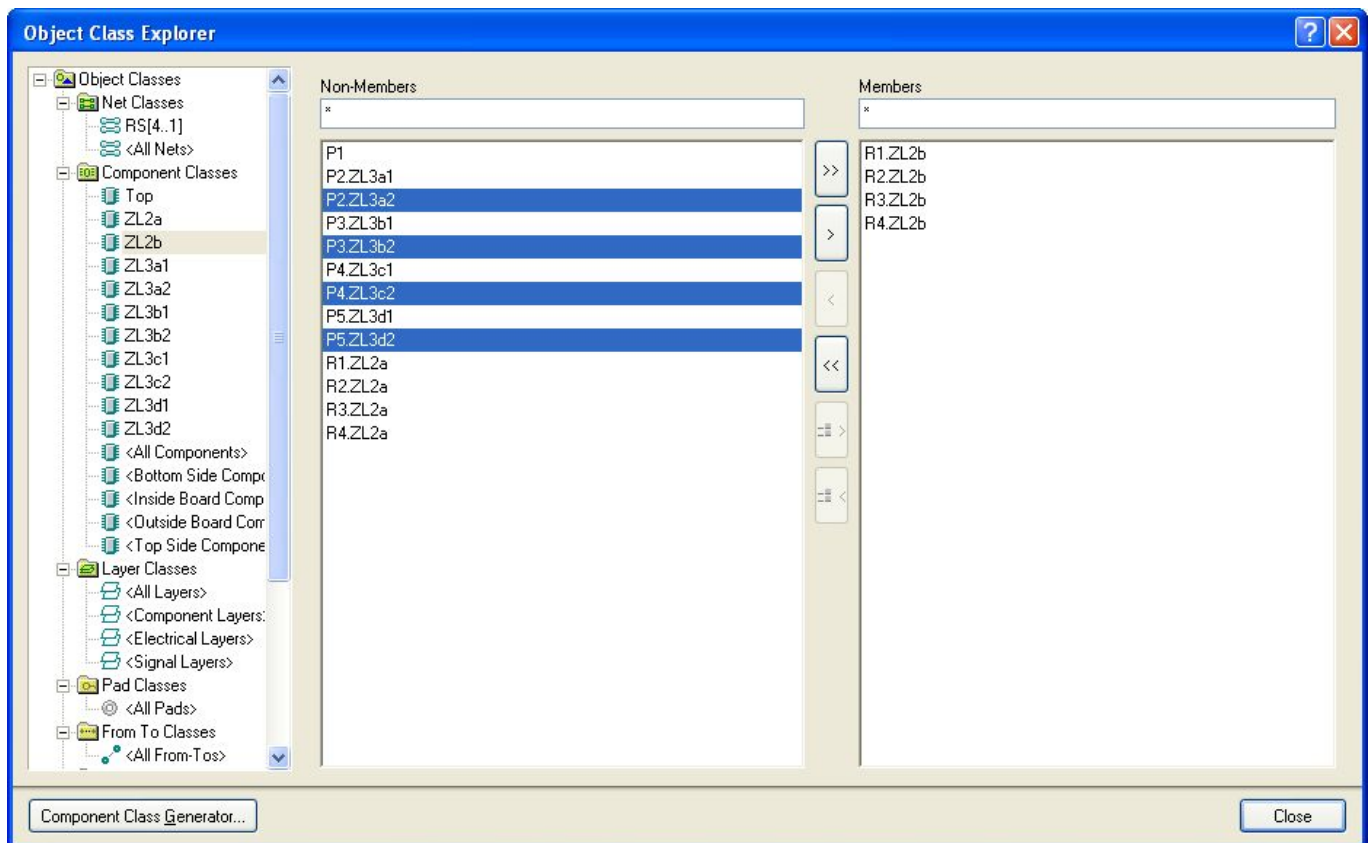 Object Class Explorer
Object Classes
Net Classes
RS[4..1]
<All Nets>
Component Classes
Top
ZL2a
ZL2b
ZL3a1
ZL3a2
ZL3b1
ZL3b2
ZL3c1
ZL3c2
ZL3d1
ZL3d2
<All Components>
<Bottom Side Compo
<Inside Board Comp
<Outside Board Com
<Top Side Compone
Layer Classes
<All Layers>
<Component Layers>
<Electrical Layers>
<Signal Layers>
Pad Classes
<All Pads>
From To Classes
<All From-Tos>
Non-Members
*
P1
P2.ZL3a1
P2.ZL3a2
P3.ZL3b1
P3.ZL3b2
P4.ZL3c1
P4.ZL3c2
P5.ZL3d1
P5.ZL3d2
R1.ZL2a
R2.ZL2a
R3.ZL2a
R4.ZL2a
>>
>
<
<<
>
<
Members
*
R1.ZL2b
R2.ZL2b
R3.ZL2b
R4.ZL2b
Component Class Generator...
Close